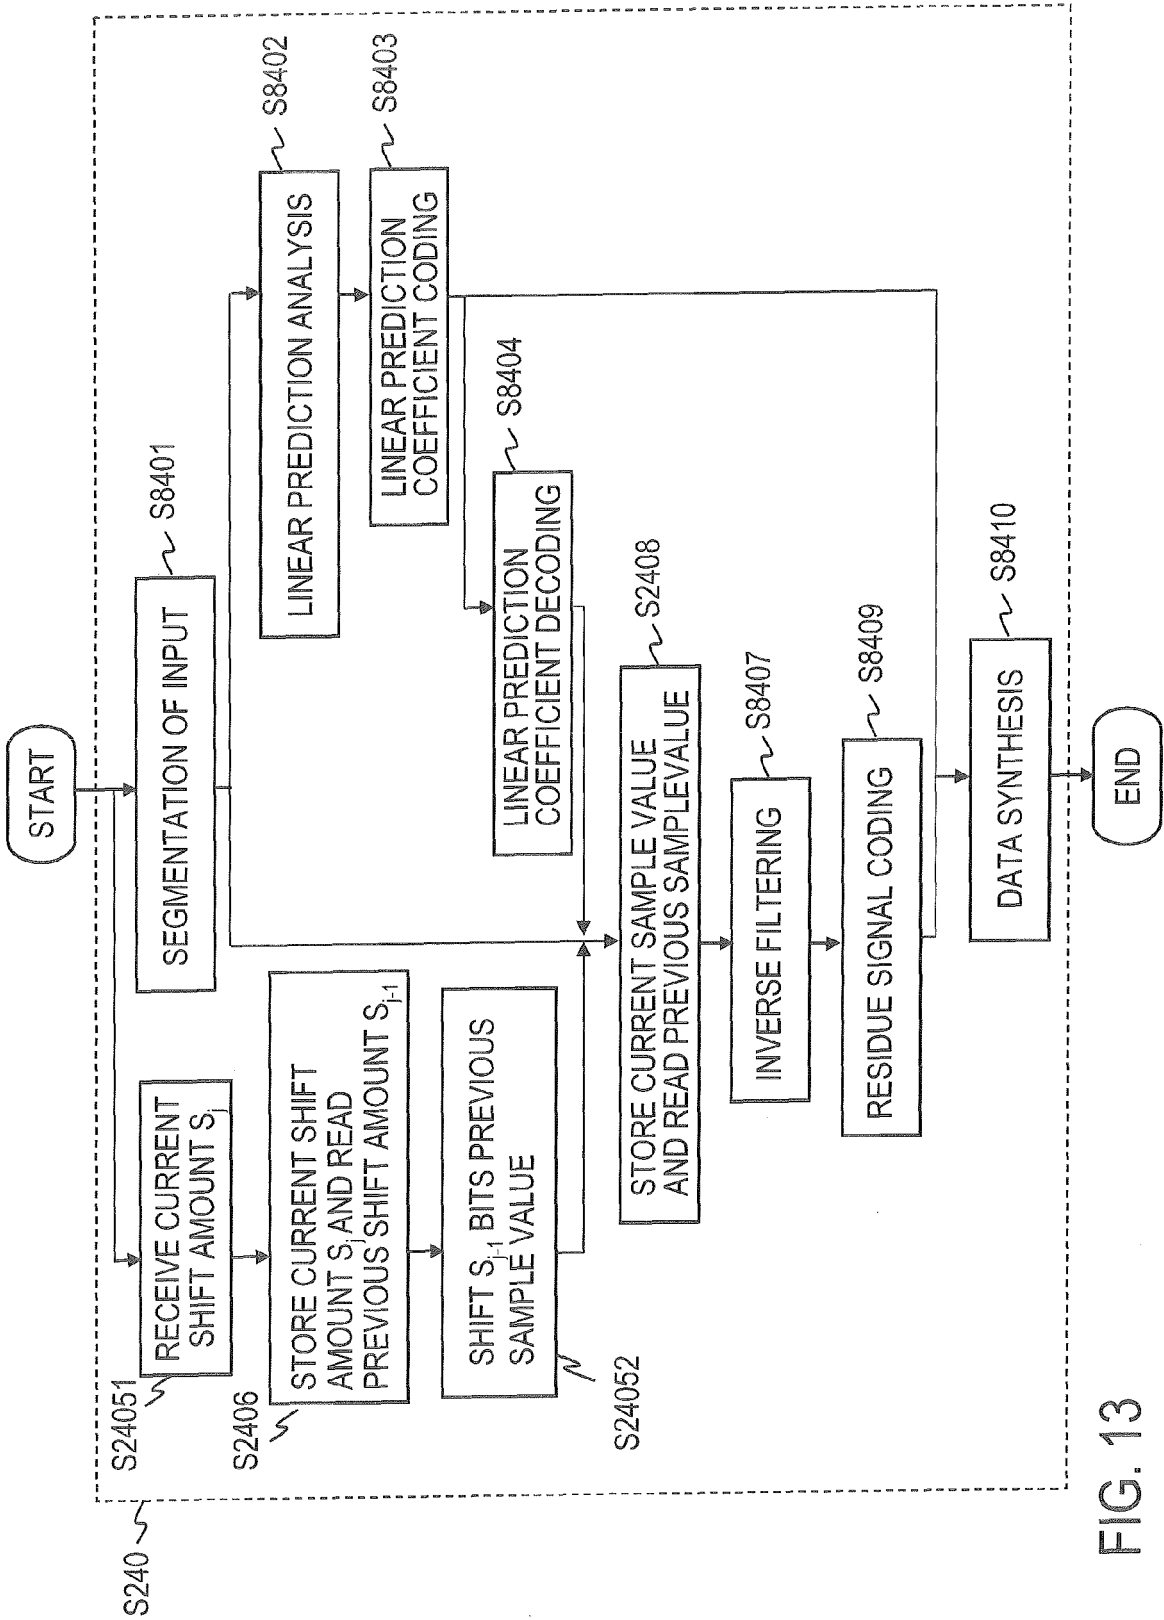 START
SEGMENTATION OF INPUT
S8401
S8402
LINEAR PREDICTION ANALYSIS
S8403
LINEAR PREDICTION
COEFFICIENT CODING
S8404
LINEAR PREDICTION
COEFFICIENT DECODING
S24051
RECEIVE CURRENT
SHIFT AMOUNT Sj
S2406
STORE CURRENT SHIFT
AMOUNT Sj AND READ
PREVIOUS SHIFT AMOUNT Sj-1
SHIFT Sj-1 BITS PREVIOUS
SAMPLE VALUE
S24052
S2408
STORE CURRENT SAMPLE VALUE
AND READ PREVIOUS SAMPLEVALUE
S8407
INVERSE FILTERING
S8409
RESIDUE SIGNAL CODING
S8410
DATA SYNTHESIS
END
S240
FIG. 13